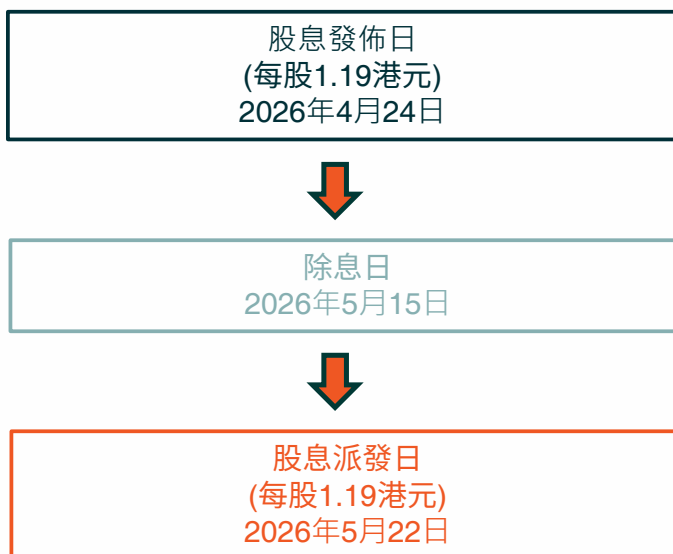 股息發佈日
(每股1.19港元)
2026年4月24日
除息日
2026年5月15日
股息派發日
(每股1.19港元)
2026年5月22日